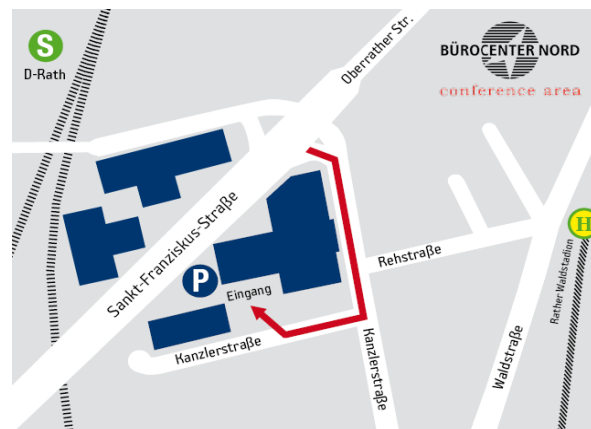 S
D-Rath
Oberrather Str.
BÜROCENTER NORD
conference area
Sankt-Franziskus-Straße
H
Rather Waldstadion
Rehstraße
P
Eingang
Kanzlerstraße
Kanzlerstraße
Waldstraße